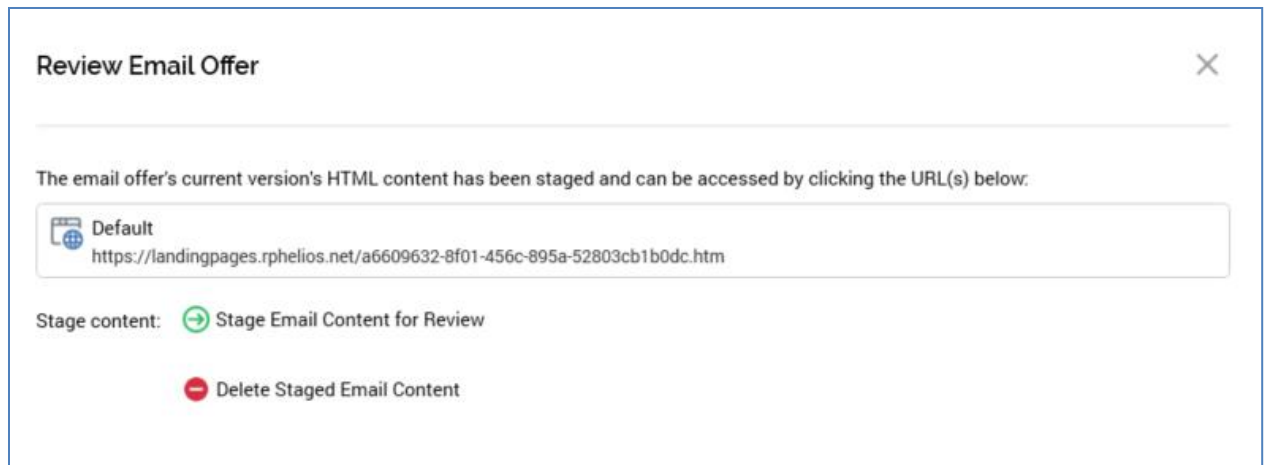 Review Email Offer
The email offer's current version's HTML content has been staged and can be accessed by clicking the URL(s) below:
Default
https://landingpages.rphelios.net/a6609632-8f01-456c-895a-52803cb1b0dc.htm
Stage content: Stage Email Content for Review
Delete Staged Email Content